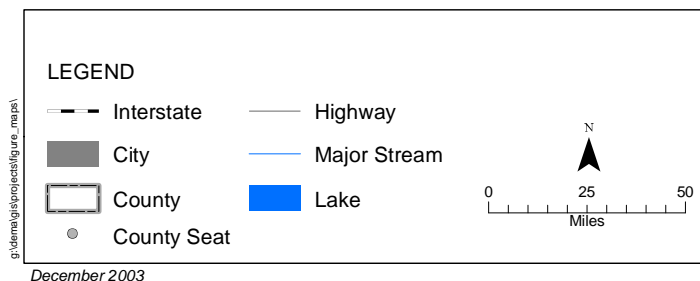 LEGEND
Interstate
Highway
City
Major Stream
County
Lake
County Seat
N
0 25 50
Miles
g:\dema\gis\projects\figure_maps\
December 2003